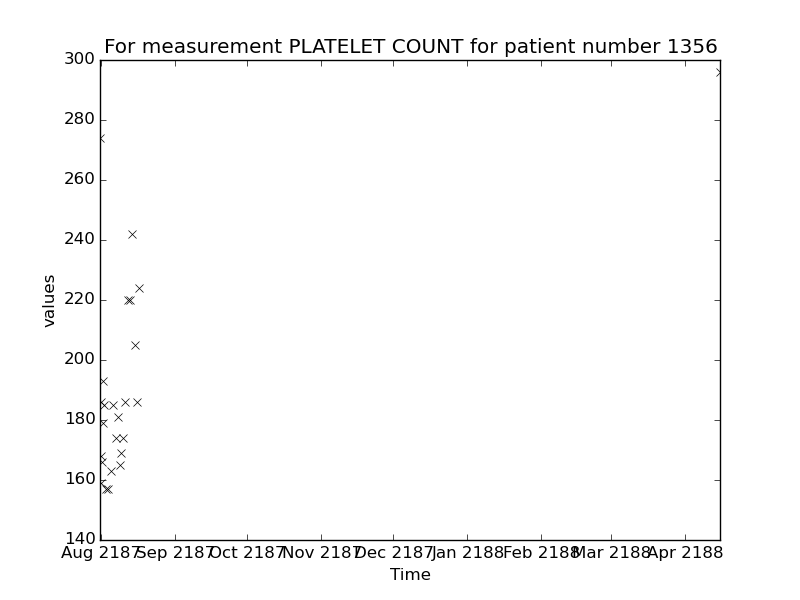 For measurement PLATELET COUNT for patient number 1356
300
280
260
240
220
200
180
160
140
values
Aug 2187 Sep 2187 Oct 2187 Nov 2187 Dec 2187 Jan 2188 Feb 2188 Mar 2188 Apr 2188
Time